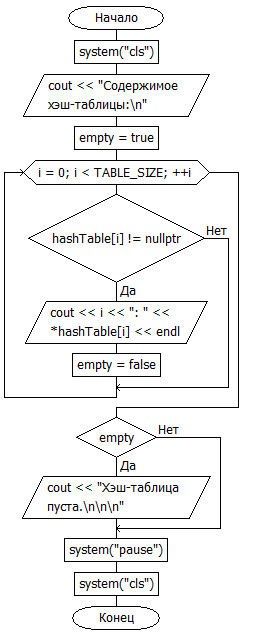 Начало
system("cls")
cout << "Содержимое
хэш-таблицы:\n"
empty = true
i = 0; i < TABLE_SIZE; ++i
hashTable[i] != nullptr
Нет
Да
cout << i << ": " <<
*hashTable[i] << endl
empty = false
empty
Нет
Да
cout << "Хэш-таблица
пуста.\n\n\n"
system("pause")
system("cls")
Конец